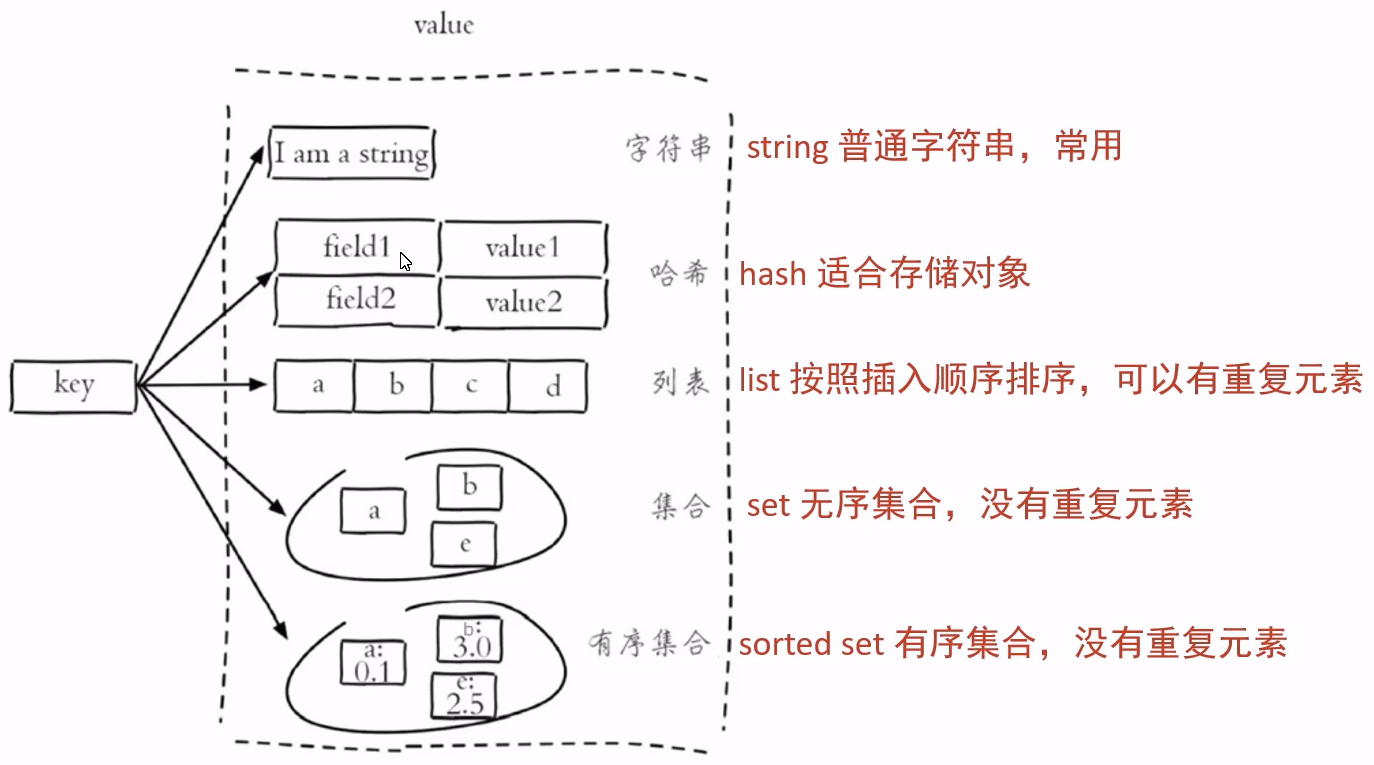 value
I am a string
字符串
string 普通字符串，常用
field1
value1
field2
value2
哈希
hash 适合存储对象
key
a
b
c
d
列表
list 按照插入顺序排序，可以有重复元素
a
b
e
集合
set 无序集合，没有重复元素
a:
0.1
b:
3.0
e:
2.5
有序集合
sorted set 有序集合，没有重复元素